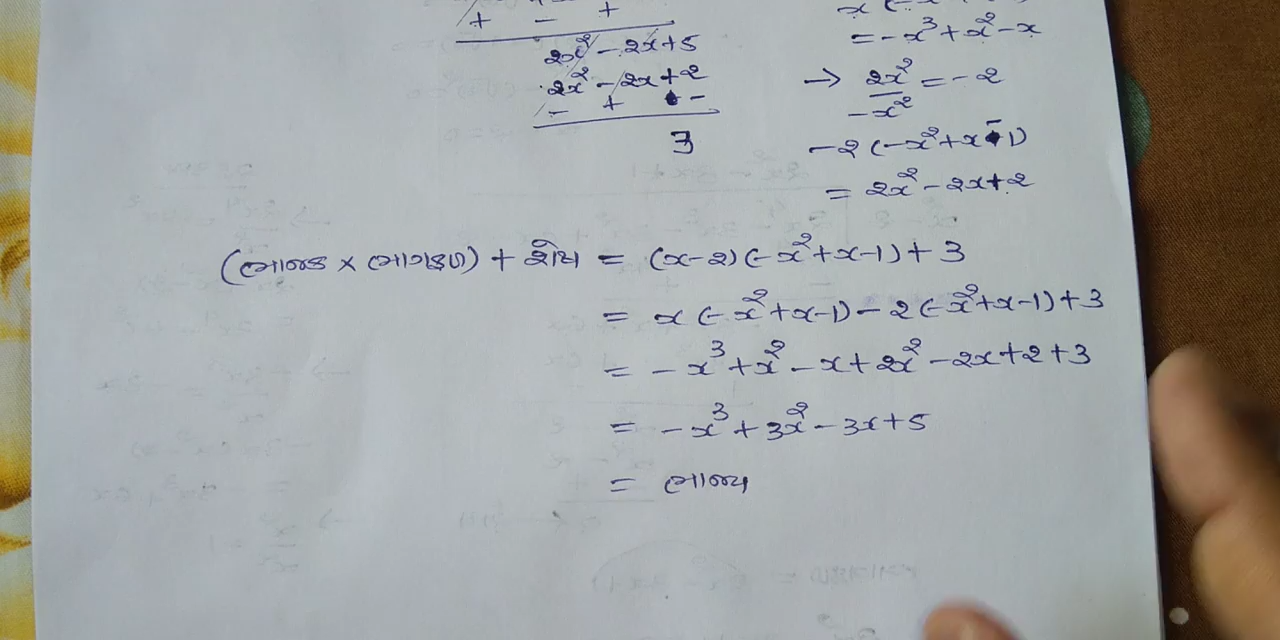 + - +
2x² - 2x + 5
2x² - 2x + 2
- + -
3
= -x³ + x² - x
→ 2x² = -2
-x²
-2 (-x² + x - 1)
= 2x² - 2x + 2
(ભાજક × ભાગફળ) + શેષ = (x-2) (-x² + x - 1) + 3
= x (-x² + x - 1) - 2 (-x² + x - 1) + 3
= -x³ + x² - x + 2x² - 2x + 2 + 3
= -x³ + 3x² - 3x + 5
= ભાજ્ય